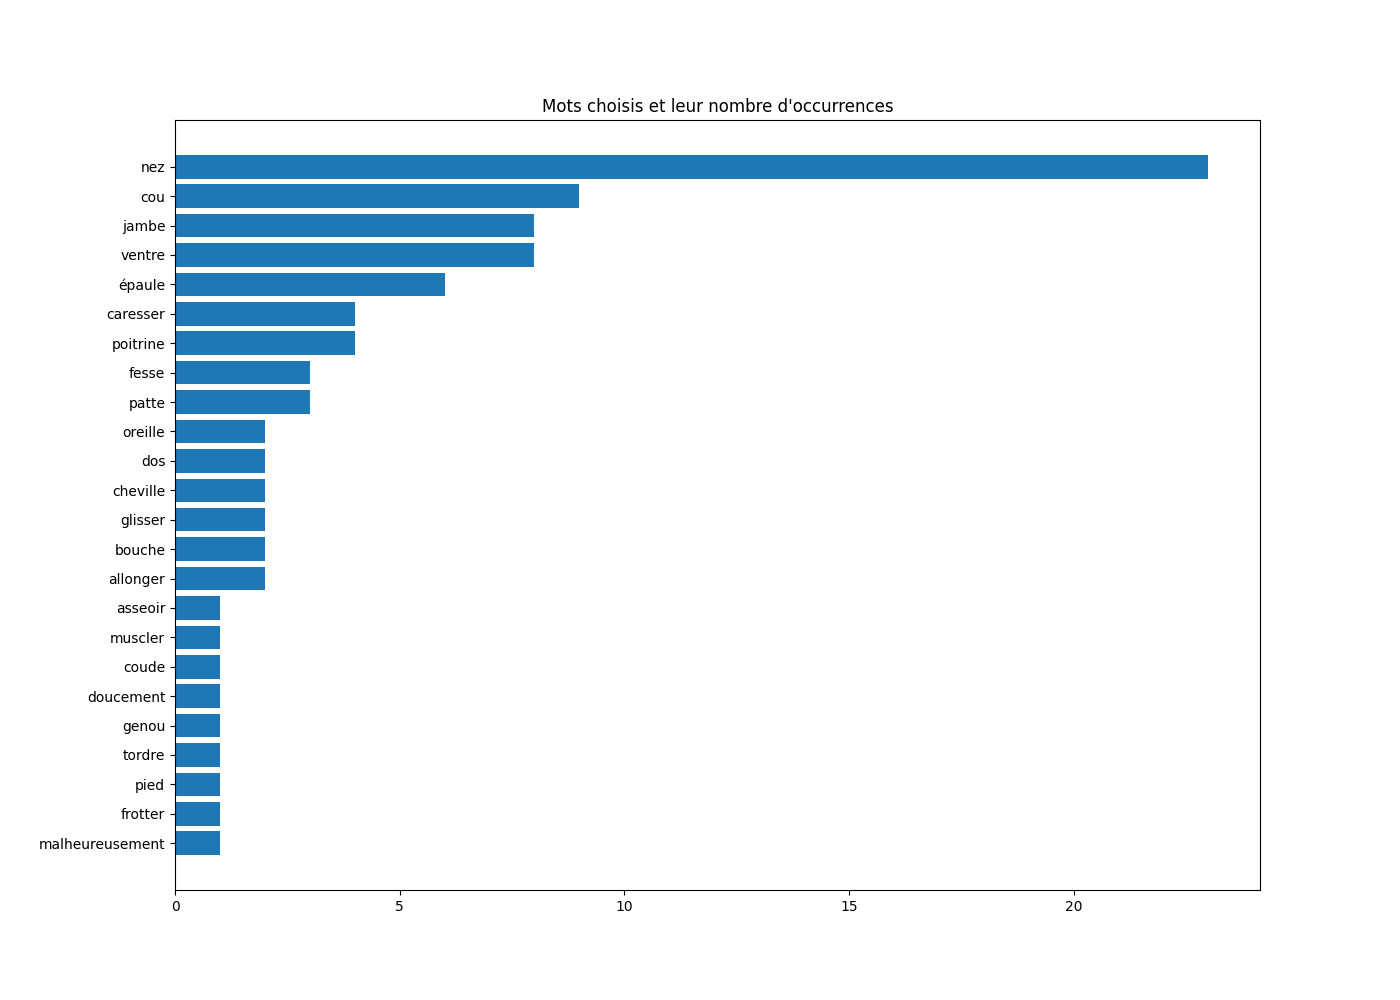 Mots choisis et leur nombre d'occurrences
nez
cou
jambe
ventre
épaule
caresser
poitrine
fesse
patte
oreille
dos
cheville
glisser
bouche
allonger
asseoir
muscler
coude
doucement
genou
tordre
pied
frotter
malheureusement
0 5 10 15 20